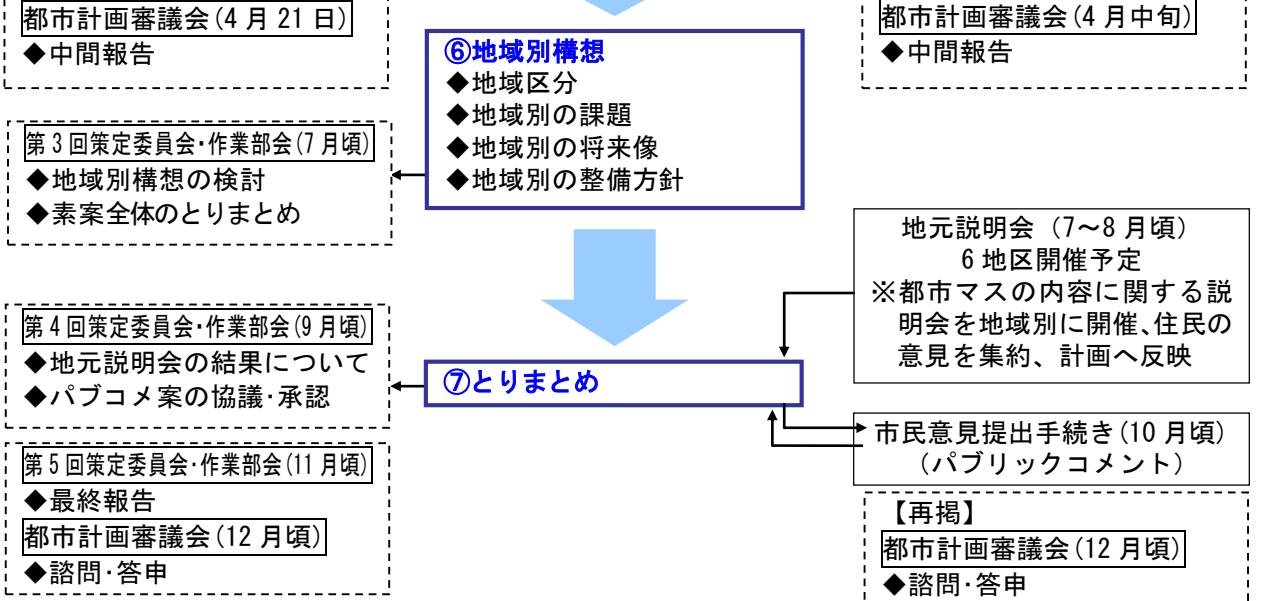 都市計画審議会(4月21日)
◆中間報告
第3回策定委員会・作業部会(7月頃)
◆地域別構想の検討
◆素案全体のとりまとめ
第4回策定委員会・作業部会(9月頃)
◆地元説明会の結果について
◆パブコメ案の協議・承認
第5回策定委員会・作業部会(11月頃)
◆最終報告
都市計画審議会(12月頃)
◆諮問・答申
⑥地域別構想
◆地域区分
◆地域別の課題
◆地域別の将来像
◆地域別の整備方針
⑦とりまとめ
都市計画審議会(4月中旬)
◆中間報告
地元説明会（7～8月頃）
6地区開催予定
※都市マスの内容に関する説
明会を地域別に開催、住民の
意見を集約、計画へ反映
市民意見提出手続き(10月頃)
（パブリックコメント）
【再掲】
都市計画審議会(12月頃)
◆諮問・答申